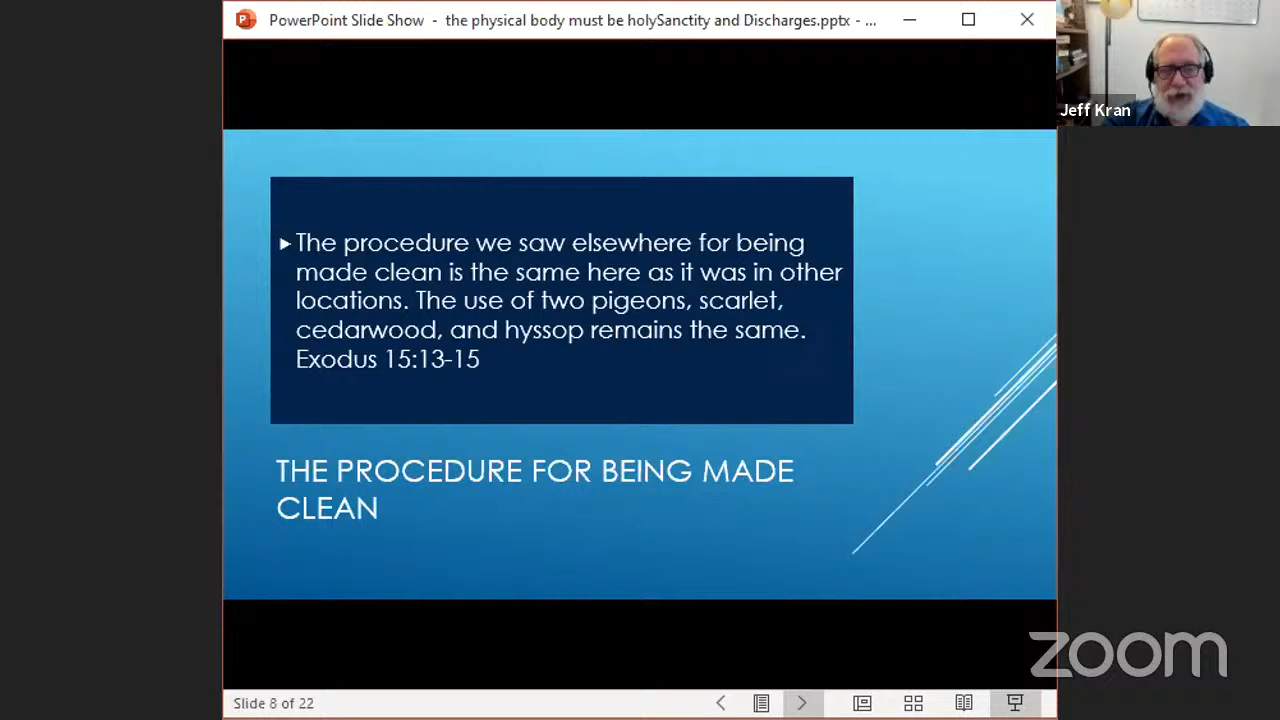 PowerPoint Slide Show - the physical body must be holySanctity and Discharges.pptx - ...
Jeff Kran
The procedure we saw elsewhere for being
made clean is the same here as it was in other
locations. The use of two pigeons, scarlet,
cedarwood, and hyssop remains the same.
Exodus 15:13-15
THE PROCEDURE FOR BEING MADE
CLEAN
zoom
Slide 8 of 22